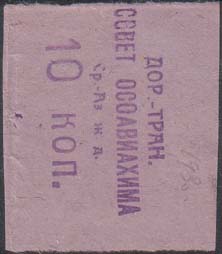 ДОР.-ТРАН.
СОВЕТ ОСОАВИАХИМА
Ср.-Аз ж. д.
10 КОП.